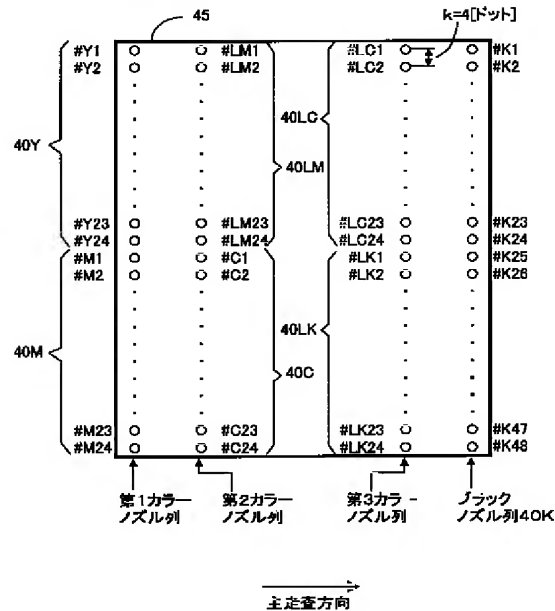 45
k=4[ドット]
#Y1 #LM1 #LC1 #K1
#Y2 #LM2 #LC2 #K2
40Y 40LC
40LM
#Y23 #LM23 #LC23 #K23
#Y24 #LM24 #LC24 #K24
#M1 #C1 #LK1 #K25
#M2 #C2 #LK2 #K26
40M 40LK
40C
#M23 #C23 #LK23 #K47
#M24 #C24 #LK24 #K48
第1カラー 第2カラー 第3カラー ブラック
ノズル列 ノズル列 ノズル列 ノズル列40K
主走査方向